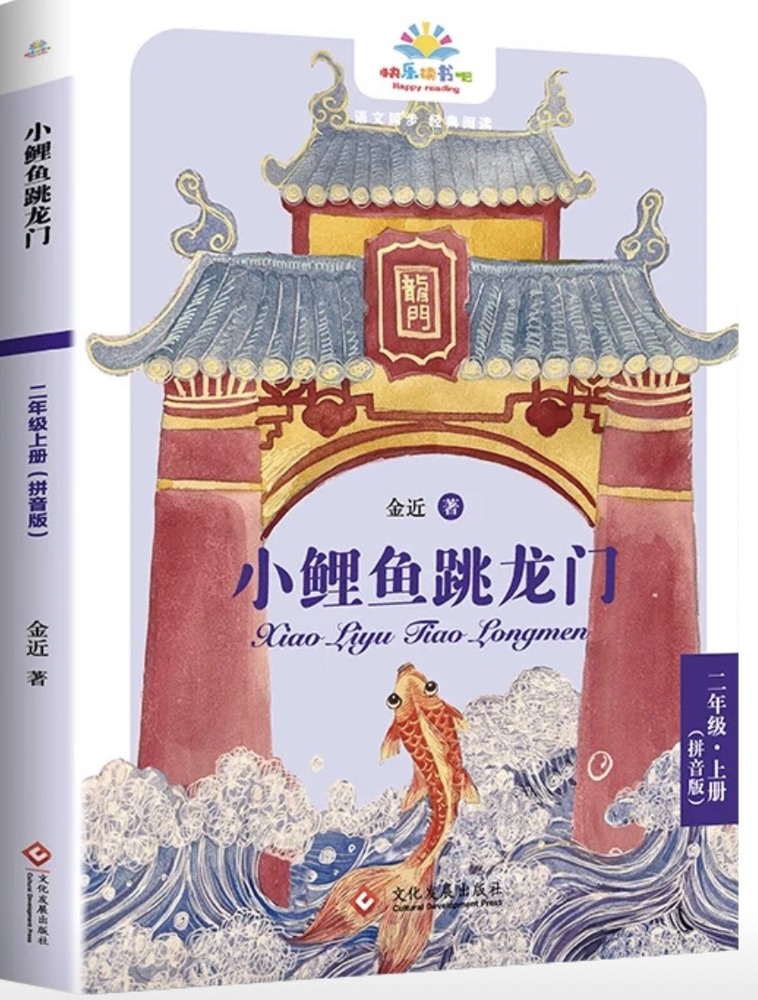 小鲤鱼跳龙门
二年级上册(拼音版)
金近 著
文化发展出版社
Cultural Development Press
快乐读书吧
Happy reading
语文同步 经典阅读
龍門
金近 著
小鲤鱼跳龙门
Xiao Liyu Tiao Longmen
二年级·上册
(拼音版)
文化发展出版社
Cultural Development Press